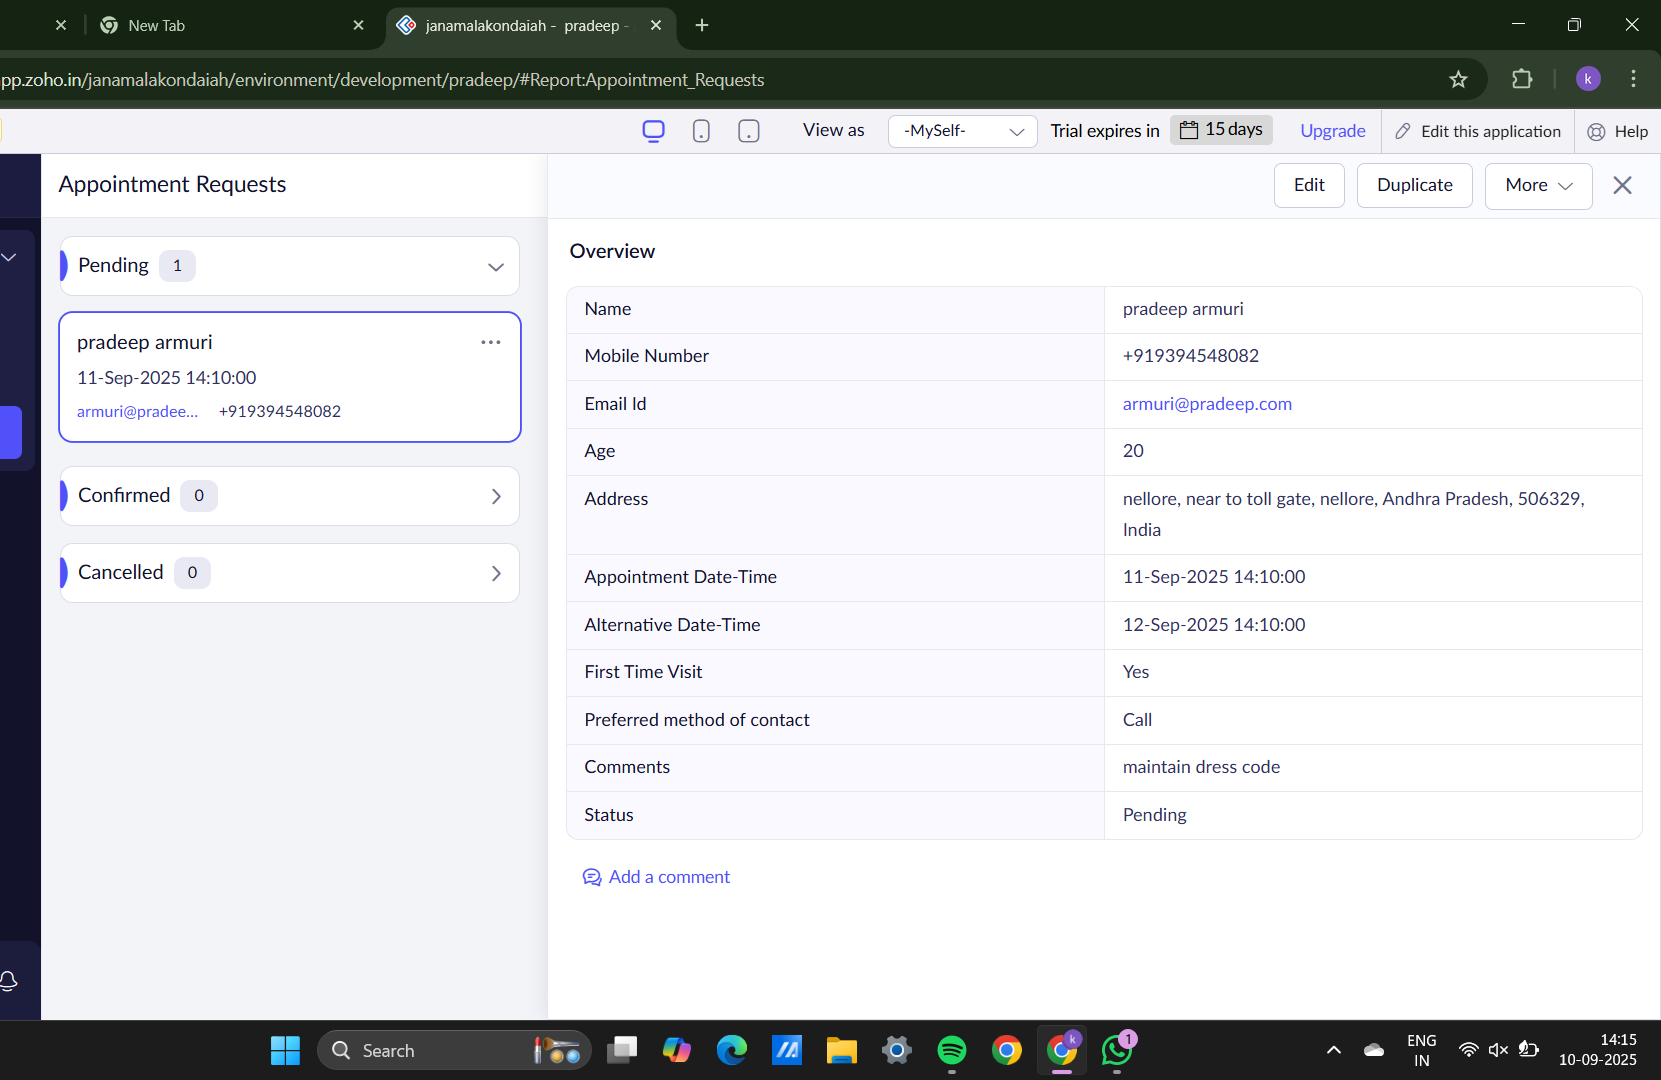 New Tab
janamalakondaiah - pradeep -
pp.zoho.in/janamalakondaiah/environment/development/pradeep/#Report:Appointment_Requests
k
View as
-MySelf-
Trial expires in
15 days
Upgrade
Edit this application
Help
Appointment Requests
Edit
Duplicate
More
Pending 1
pradeep armuri
11-Sep-2025 14:10:00
armuri@pradee... +919394548082
Confirmed 0
Cancelled 0
Overview
Name pradeep armuri
Mobile Number +919394548082
Email Id armuri@pradeep.com
Age 20
Address nellore, near to toll gate, nellore, Andhra Pradesh, 506329,
India
Appointment Date-Time 11-Sep-2025 14:10:00
Alternative Date-Time 12-Sep-2025 14:10:00
First Time Visit Yes
Preferred method of contact Call
Comments maintain dress code
Status Pending
Add a comment
Search
k
1
ENG
IN
14:15
10-09-2025